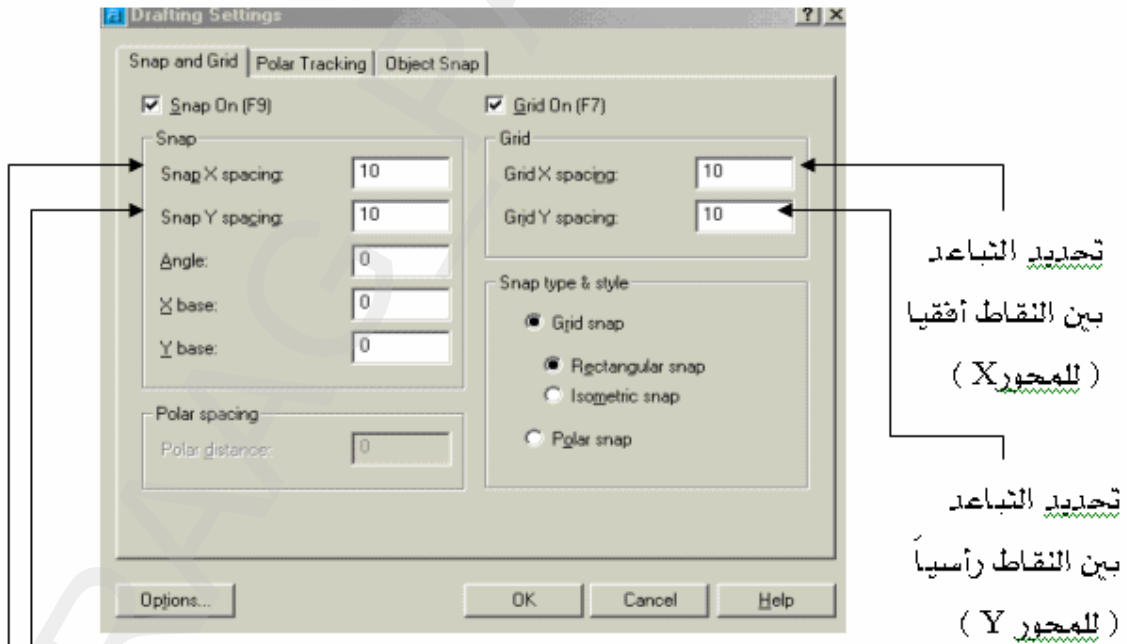 Drafting Settings
Snap and Grid Polar Tracking Object Snap
Snap On (F9)
Snap
Snap X spacing: 10
Snap Y spacing: 10
Angle: 0
X base: 0
Y base: 0
Polar spacing
Polar distance: 0
Grid On (F7)
Grid
Grid X spacing: 10
Grid Y spacing: 10
Snap type & style
Grid snap
Rectangular snap
Isometric snap
Polar snap
Options... OK Cancel Help
تحديد التباعد
بين النقاط أفقيا
( للمحورX )
تحديد التباعد
بين النقاط رأسياً
( للمحور Y )